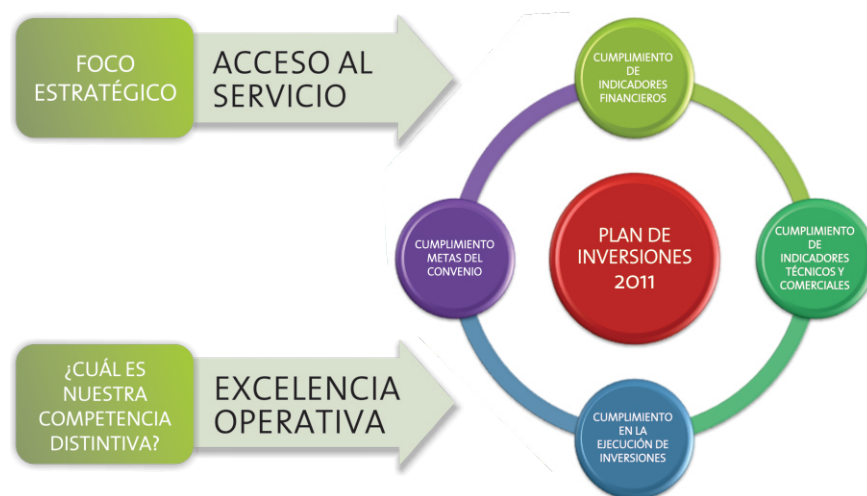 FOCO
ESTRATÉGICO
ACCESO AL
SERVICIO
CUMPLIMIENTO
DE
INDICADORES
FINANCIEROS
CUMPLIMIENTO
METAS DEL
CONVENIO
PLAN DE
INVERSIONES
2011
CUMPLIMIENTO
DE
INDICADORES
TÉCNICOS Y
COMERCIALES
¿CUÁL ES
NUESTRA
COMPETENCIA
DISTINTIVA?
EXCELENCIA
OPERATIVA
CUMPLIMIENTO
EN LA
EJECUCIÓN DE
INVERSIONES